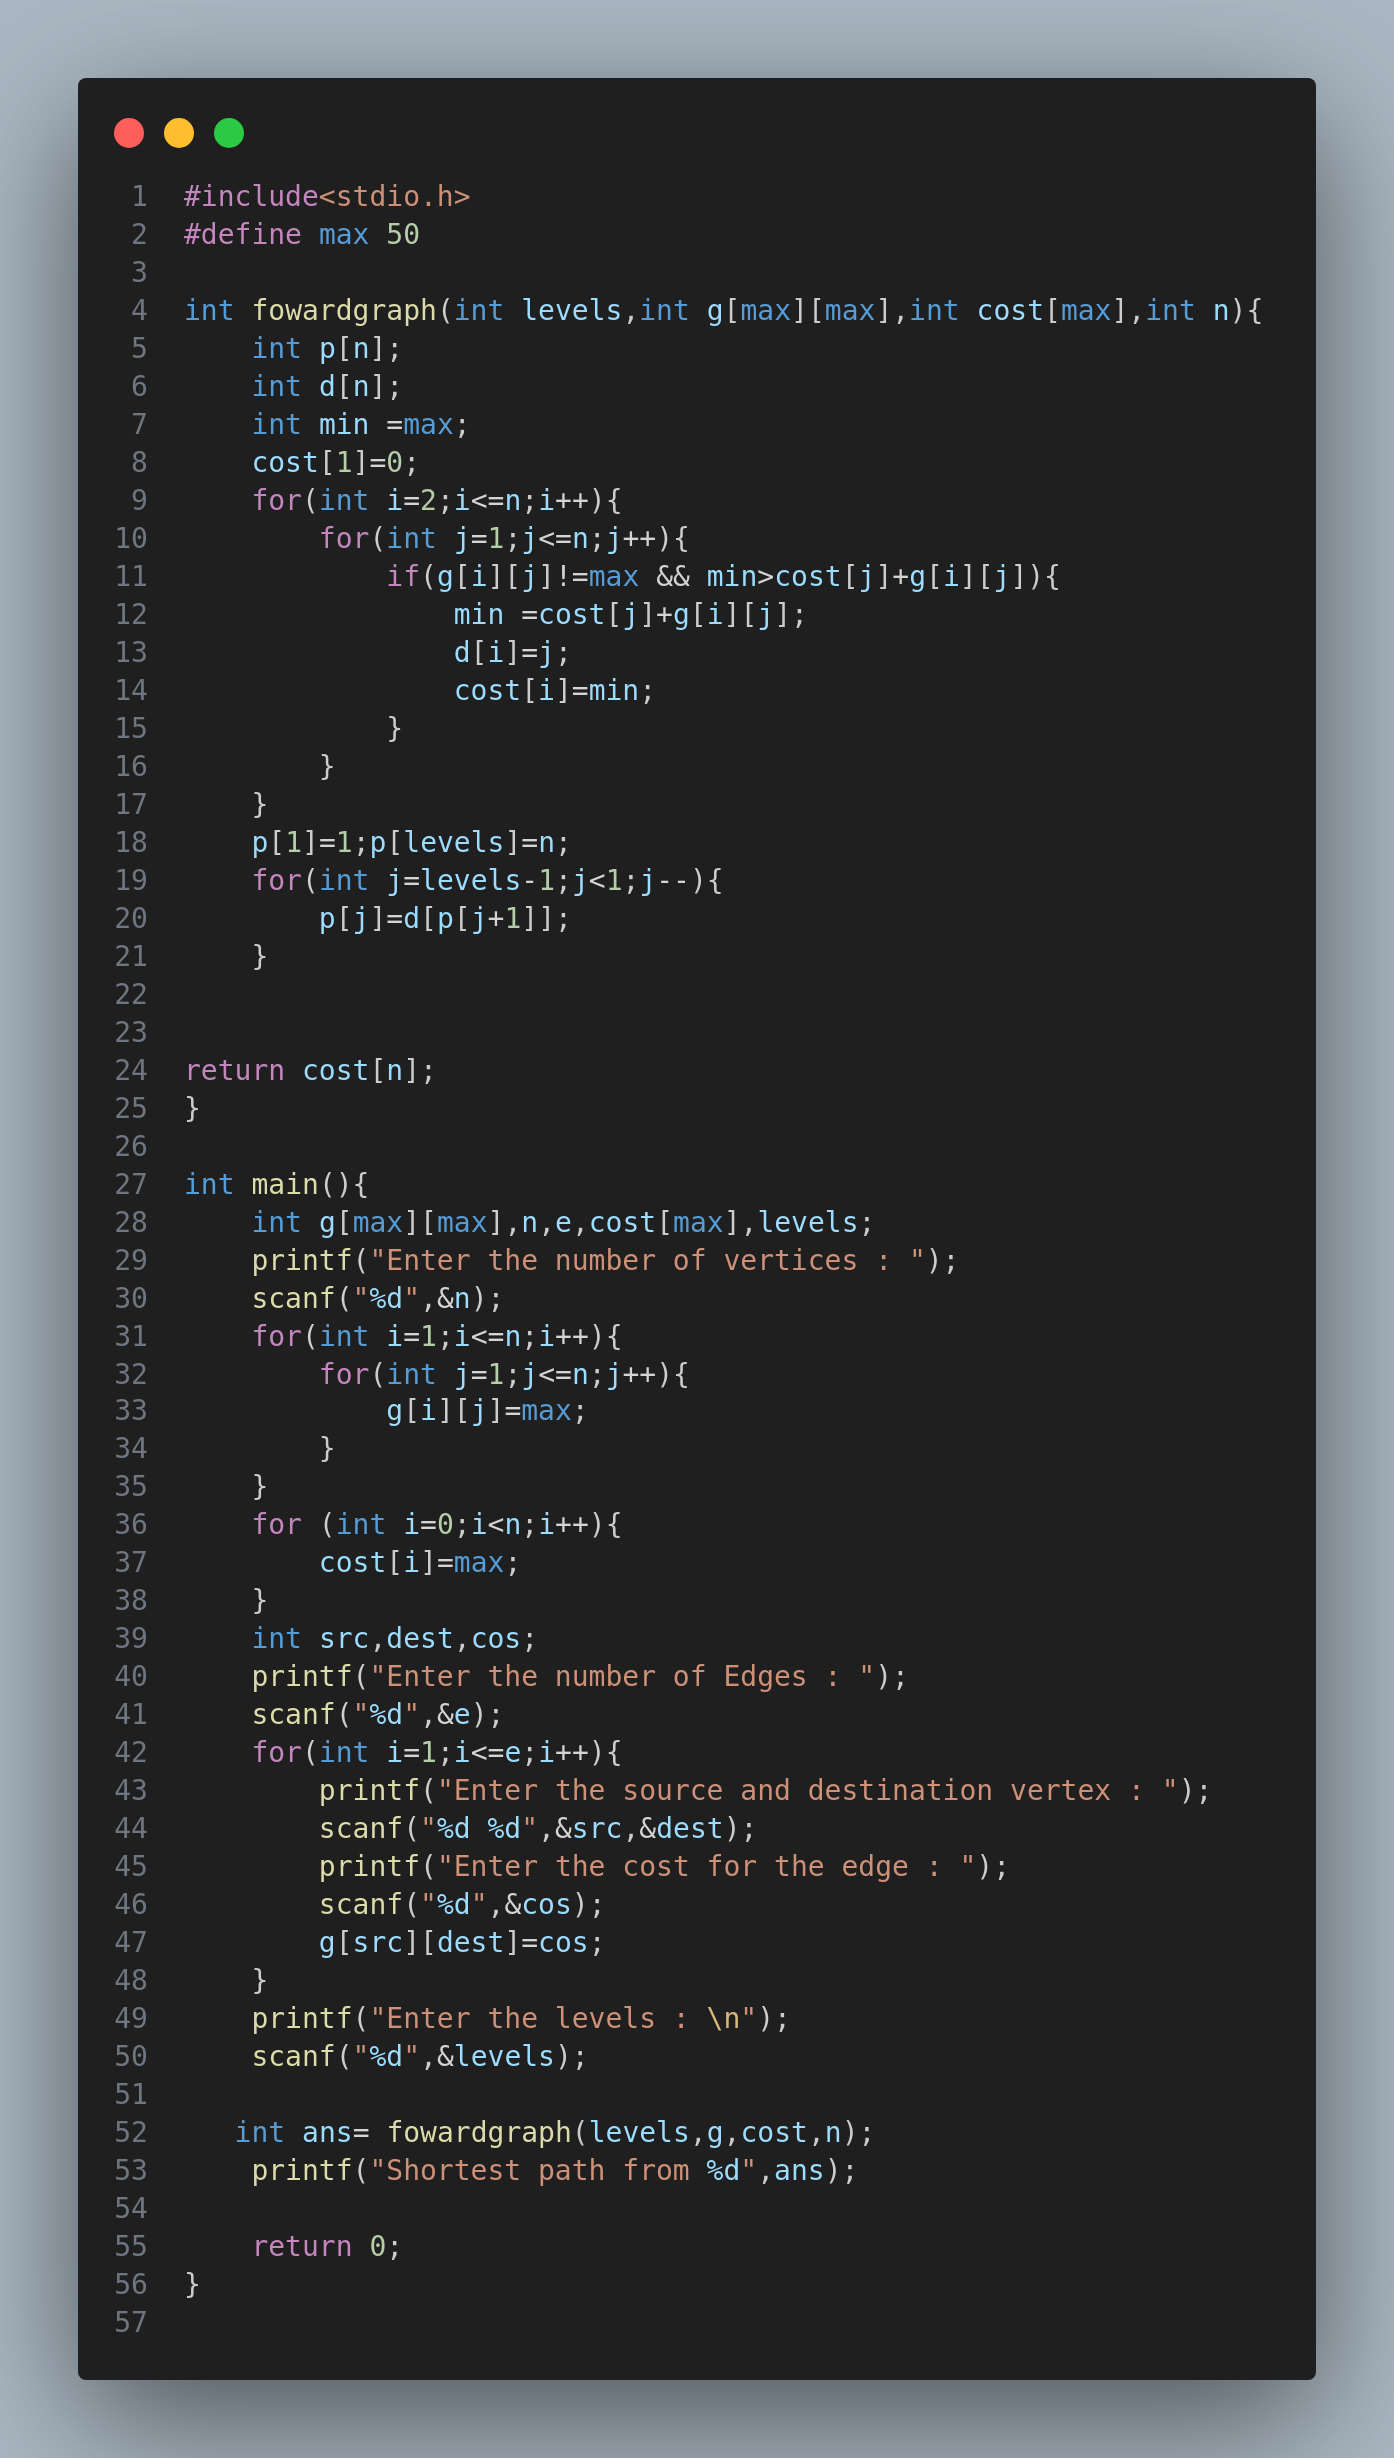 1 #include<stdio.h>
2 #define max 50
3
4 int fowardgraph(int levels,int g[max][max],int cost[max],int n){
5     int p[n];
6     int d[n];
7     int min =max;
8     cost[1]=0;
9     for(int i=2;i<=n;i++){
10         for(int j=1;j<=n;j++){
11             if(g[i][j]!=max && min>cost[j]+g[i][j]){
12                 min =cost[j]+g[i][j];
13                 d[i]=j;
14                 cost[i]=min;
15             }
16         }
17     }
18     p[1]=1;p[levels]=n;
19     for(int j=levels-1;j<1;j--){
20         p[j]=d[p[j+1]];
21     }
22
23
24 return cost[n];
25 }
26
27 int main(){
28     int g[max][max],n,e,cost[max],levels;
29     printf("Enter the number of vertices : ");
30     scanf("%d",&n);
31     for(int i=1;i<=n;i++){
32         for(int j=1;j<=n;j++){
33             g[i][j]=max;
34         }
35     }
36     for (int i=0;i<n;i++){
37         cost[i]=max;
38     }
39     int src,dest,cos;
40     printf("Enter the number of Edges : ");
41     scanf("%d",&e);
42     for(int i=1;i<=e;i++){
43         printf("Enter the source and destination vertex : ");
44         scanf("%d %d",&src,&dest);
45         printf("Enter the cost for the edge : ");
46         scanf("%d",&cos);
47         g[src][dest]=cos;
48     }
49     printf("Enter the levels : \n");
50     scanf("%d",&levels);
51
52    int ans= fowardgraph(levels,g,cost,n);
53     printf("Shortest path from %d",ans);
54
55     return 0;
56 }
57